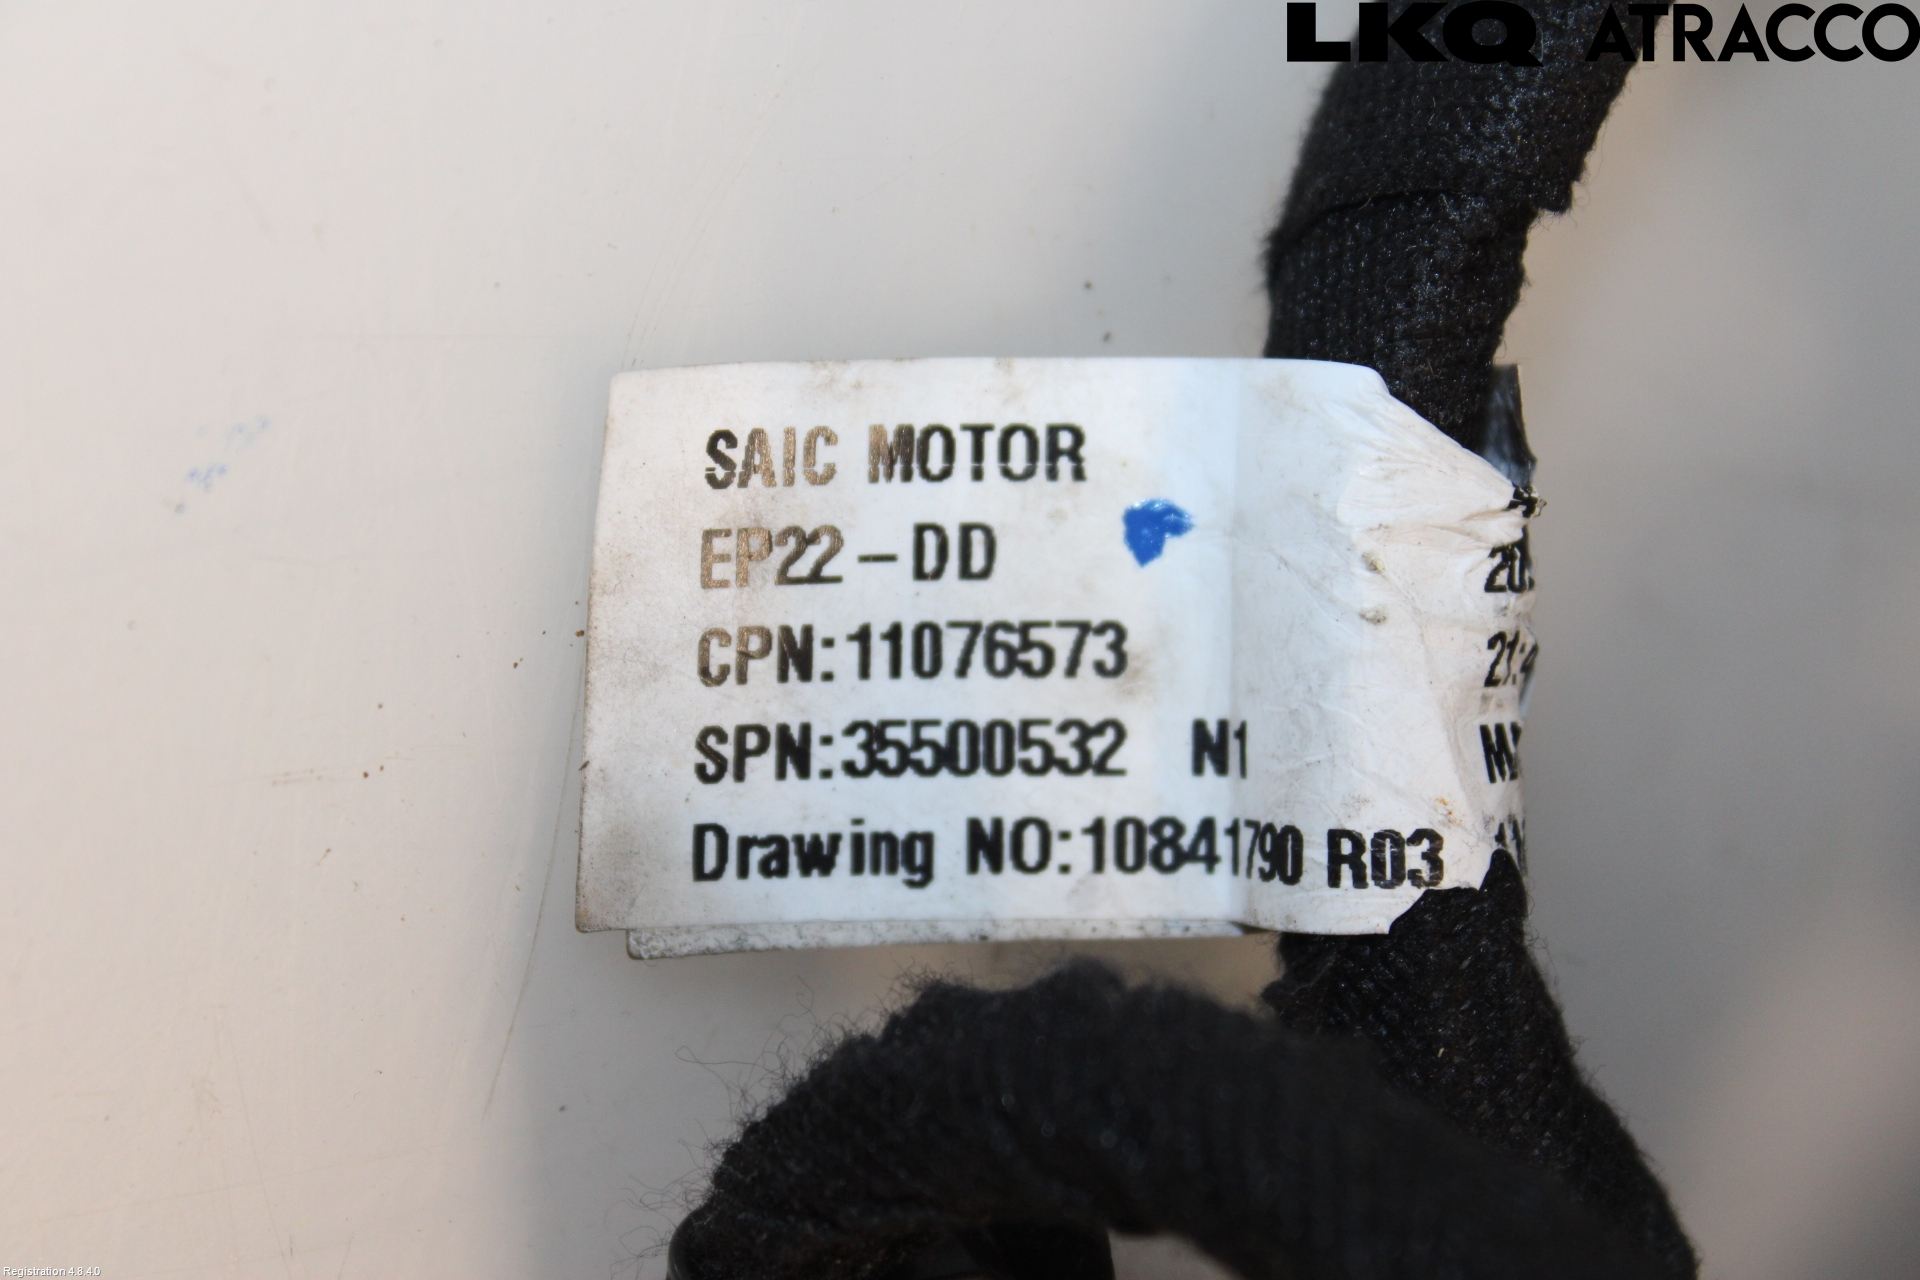 LKQ ATRACCO
SAIC MOTOR
EP22-DD
CPN:11076573
SPN:35500532 N1
Drawing NO:10841790 R03
Registration 4.8.4.0